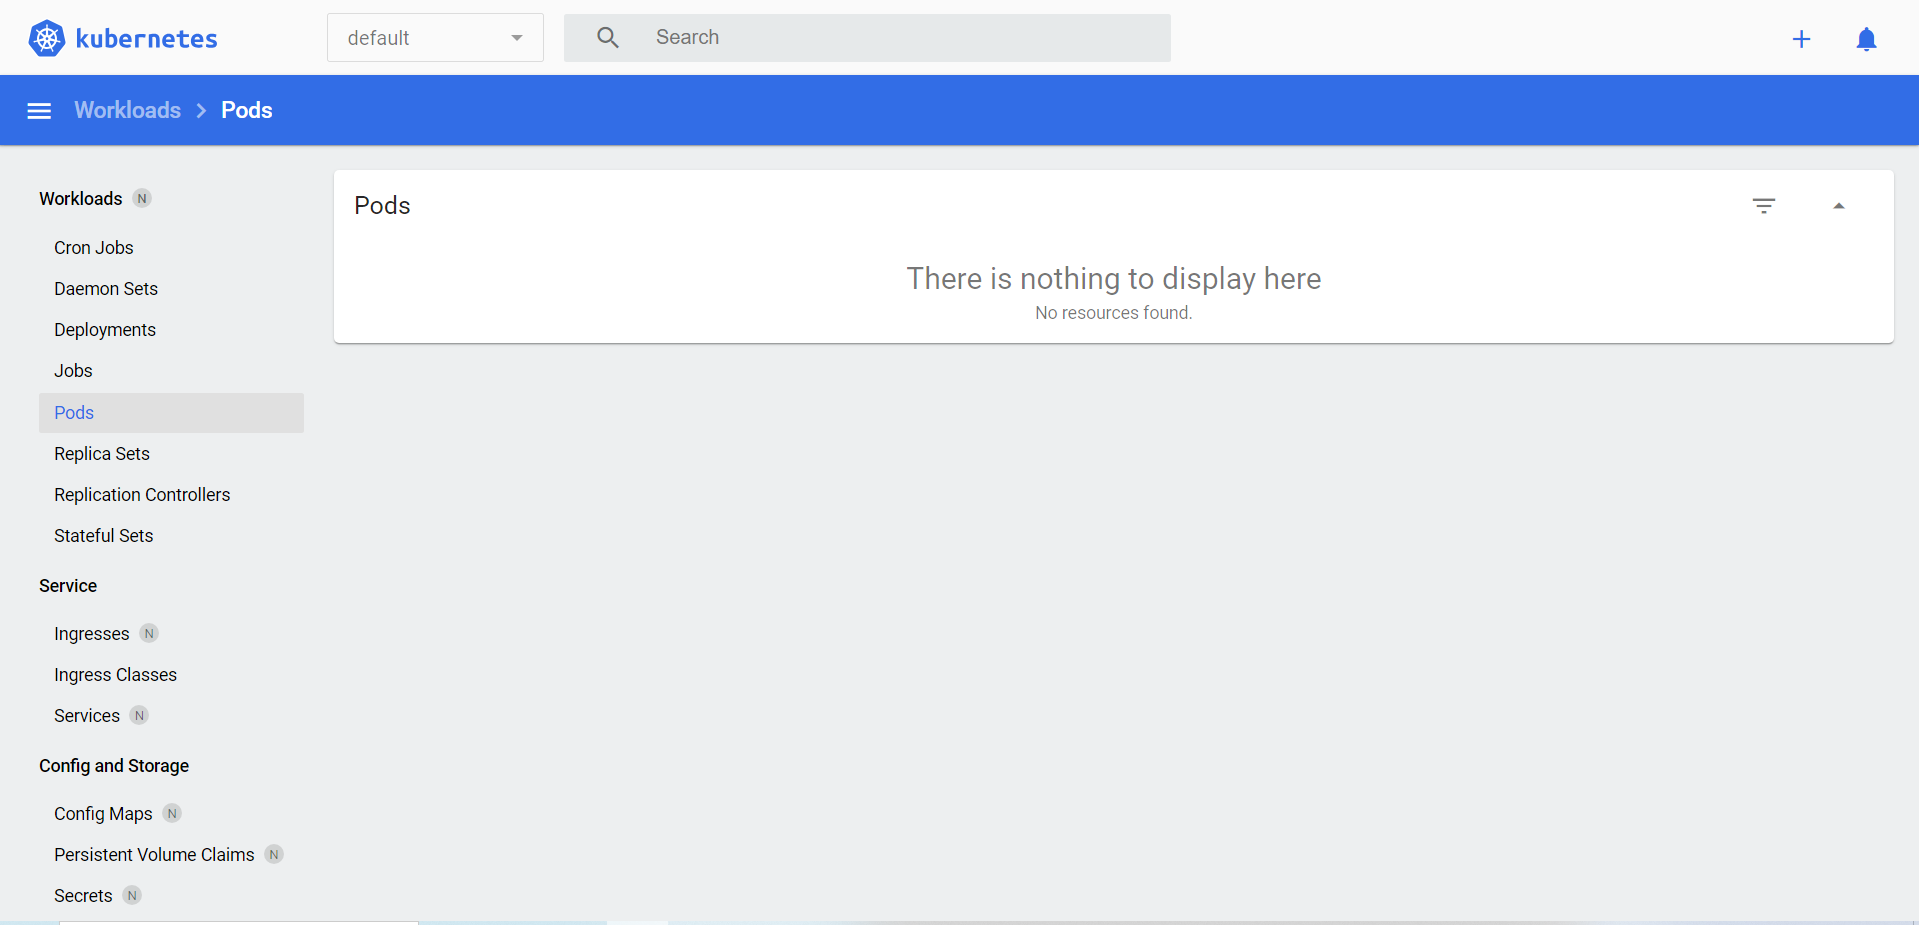 kubernetes
default
Search
Workloads > Pods
Workloads N
Cron Jobs
Daemon Sets
Deployments
Jobs
Pods
Replica Sets
Replication Controllers
Stateful Sets
Service
Ingresses N
Ingress Classes
Services N
Config and Storage
Config Maps N
Persistent Volume Claims N
Secrets N
Pods
There is nothing to display here
No resources found.